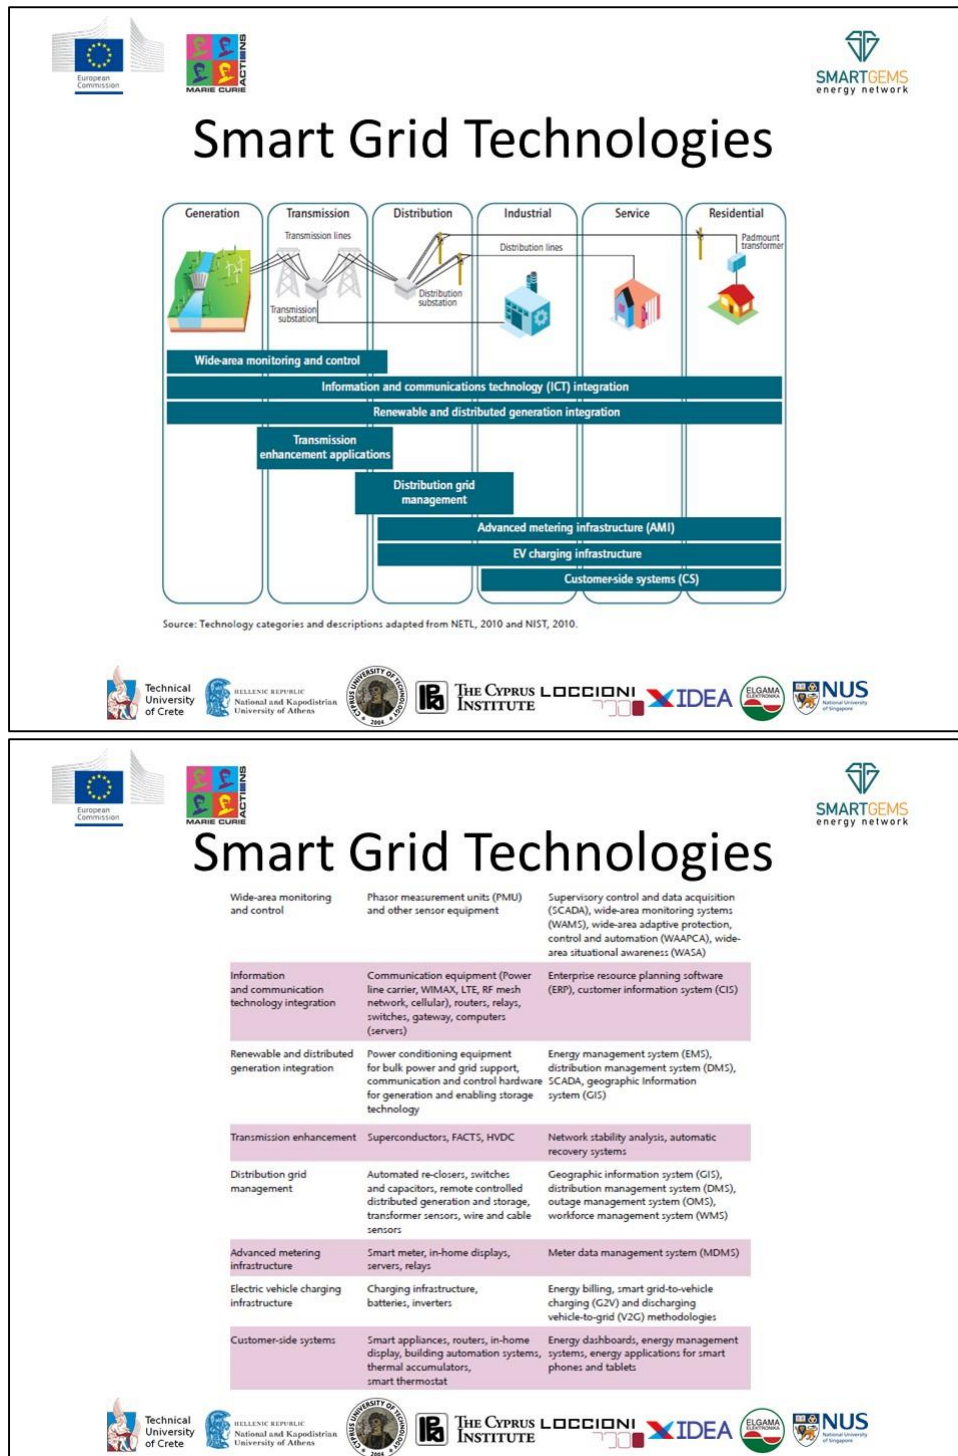 European
Commission
MARIE CURIE
ACTIONS
SMARTGEMS
energy network
Smart Grid Technologies
Generation
Transmission
Distribution
Industrial
Service
Residential
Transmission lines
Distribution lines
Padmount
transformer
Transmission
substation
Distribution
substation
Wide-area monitoring and control
Information and communications technology (ICT) integration
Renewable and distributed generation integration
Transmission
enhancement applications
Distribution grid
management
Advanced metering infrastructure (AMI)
EV charging infrastructure
Customer-side systems (CS)
Source: Technology categories and descriptions adapted from NETL, 2010 and NIST, 2010.
Technical
University
of Crete
HELLENIC REPUBLIC
National and Kapodistrian
University of Athens
CYPRUS UNIVERSITY OF TECHNOLOGY
2004
THE CYPRUS
INSTITUTE
LOCCIONI
IDEA
ELGAMA
ELEKTRONIKA
NUS
National University
of Singapore
European
Commission
MARIE CURIE
ACTIONS
SMARTGEMS
energy network
Smart Grid Technologies
Wide-area monitoring
and control
Phasor measurement units (PMU)
and other sensor equipment
Supervisory control and data acquisition
(SCADA), wide-area monitoring systems
(WAMS), wide-area adaptive protection,
control and automation (WAAPCA), wide-
area situational awareness (WASA)
Information
and communication
technology integration
Communication equipment (Power
line carrier, WIMAX, LTE, RF mesh
network, cellular), routers, relays,
switches, gateway, computers
(servers)
Enterprise resource planning software
(ERP), customer information system (CIS)
Renewable and distributed
generation integration
Power conditioning equipment
for bulk power and grid support,
communication and control hardware
for generation and enabling storage
technology
Energy management system (EMS),
distribution management system (DMS),
SCADA, geographic Information
system (GIS)
Transmission enhancement
Superconductors, FACTS, HVDC
Network stability analysis, automatic
recovery systems
Distribution grid
management
Automated re-closers, switches
and capacitors, remote controlled
distributed generation and storage,
transformer sensors, wire and cable
sensors
Geographic information system (GIS),
distribution management system (DMS),
outage management system (OMS),
workforce management system (WMS)
Advanced metering
infrastructure
Smart meter, in-home displays,
servers, relays
Meter data management system (MDMS)
Electric vehicle charging
infrastructure
Charging infrastructure,
batteries, inverters
Energy billing, smart grid-to-vehicle
charging (G2V) and discharging
vehicle-to-grid (V2G) methodologies
Customer-side systems
Smart appliances, routers, in-home
display, building automation systems,
thermal accumulators,
smart thermostat
Energy dashboards, energy management
systems, energy applications for smart
phones and tablets
Technical
University
of Crete
HELLENIC REPUBLIC
National and Kapodistrian
University of Athens
CYPRUS UNIVERSITY OF TECHNOLOGY
2004
THE CYPRUS
INSTITUTE
LOCCIONI
IDEA
ELGAMA
ELEKTRONIKA
NUS
National University
of Singapore